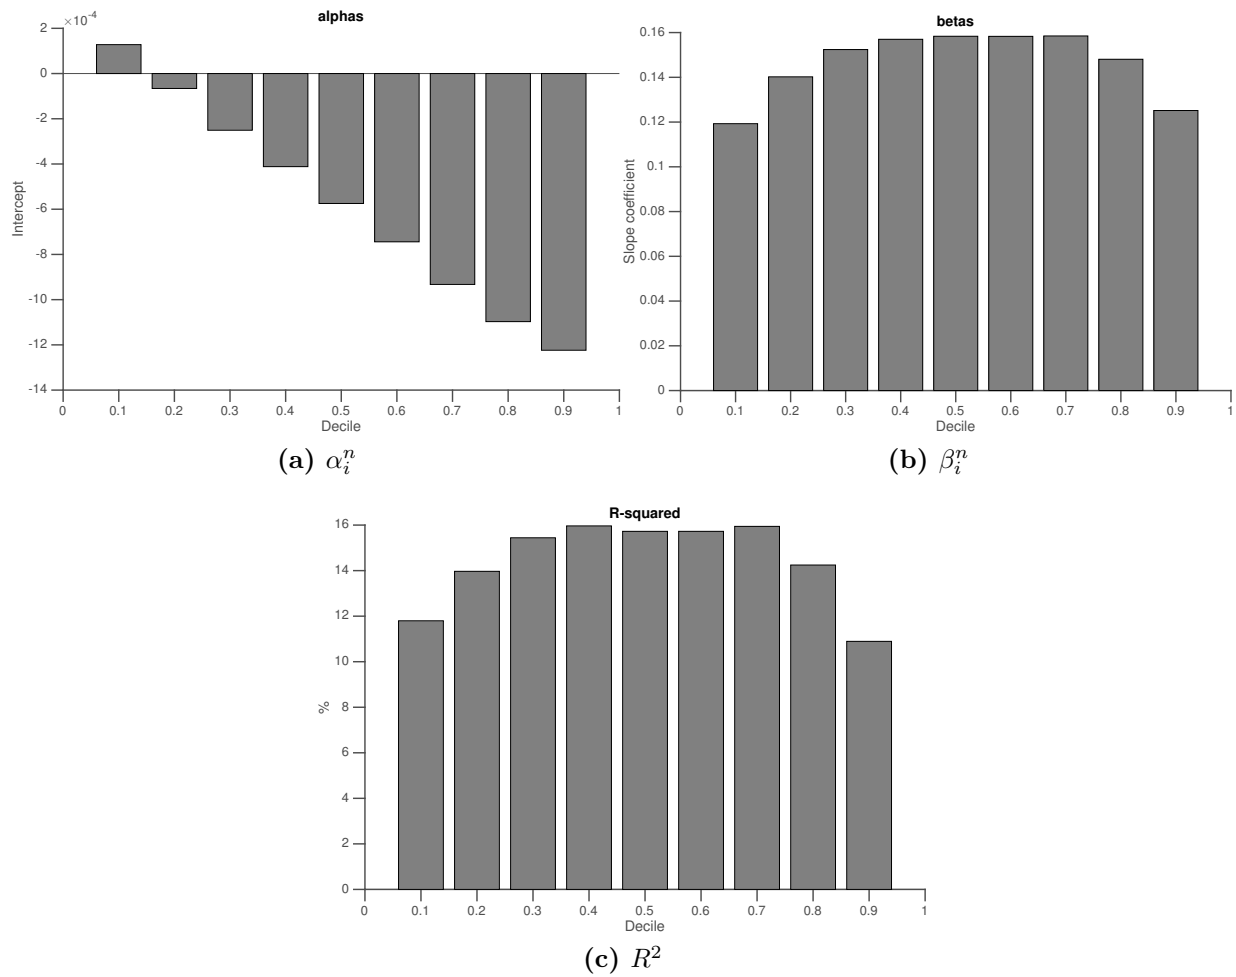 alphas
×10-4
2
0
-2
-4
-6
-8
-10
-12
-14
Intercept
0 0.1 0.2 0.3 0.4 0.5 0.6 0.7 0.8 0.9 1
Decile
(a) αᵢⁿ
betas
0.16
0.14
0.12
0.1
0.08
0.06
0.04
0.02
0
Slope coefficient
0 0.1 0.2 0.3 0.4 0.5 0.6 0.7 0.8 0.9 1
Decile
(b) βᵢⁿ
R-squared
16
14
12
10
8
6
4
2
0
%
0 0.1 0.2 0.3 0.4 0.5 0.6 0.7 0.8 0.9 1
Decile
(c) R²